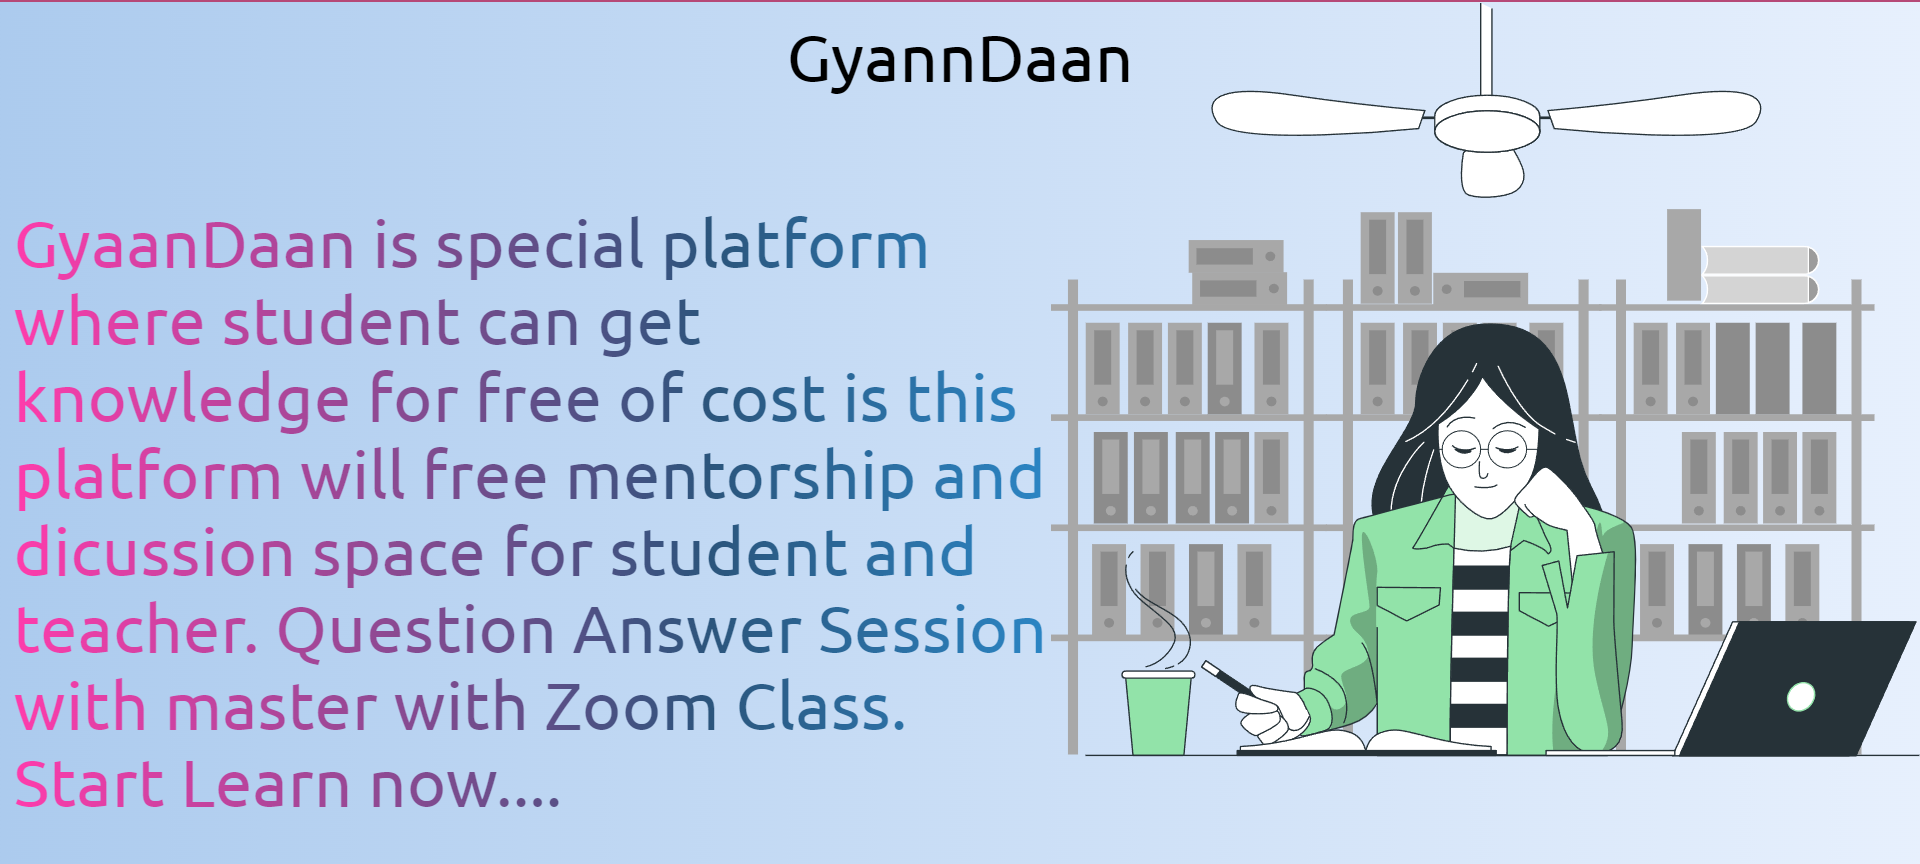 GyannDaan
GyaanDaan is special platform
where student can get
knowledge for free of cost is this
platform will free mentorship and
dicussion space for student and
teacher. Question Answer Session
with master with Zoom Class.
Start Learn now....